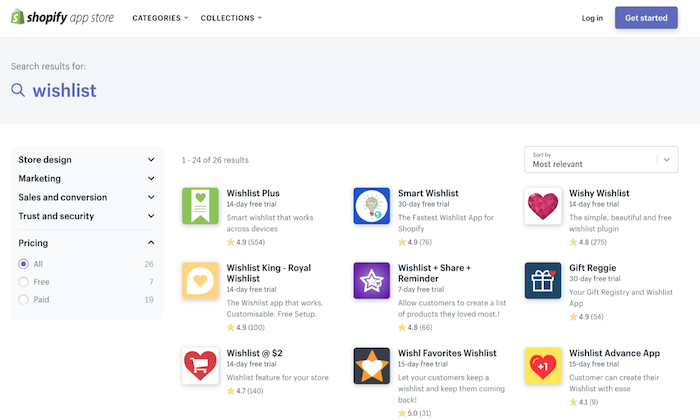 shopify app store
CATEGORIES
COLLECTIONS
Log in
Get started
Search results for:
wishlist
Store design
Marketing
Sales and conversion
Trust and security
Pricing
All 26
Free 7
Paid 19
1 - 24 of 26 results
Sort by
Most relevant
Wishlist Plus
14-day free trial
Smart wishlist that works
across devices
4.9 (554)
Smart Wishlist
30-day free trial
The Fastest Wishlist App for
Shopify
4.9 (76)
Wishy Wishlist
14-day free trial
The simple, beautiful and free
wishlist plugin
4.8 (275)
Wishlist King - Royal
Wishlist
14-day free trial
The Wishlist app that works.
Customisable. Free Setup.
4.9 (100)
Wishlist + Share +
Reminder
7-day free trial
Allow customers to create a list
of products they loved most.!
4.8 (66)
Gift Reggie
30-day free trial
Your Gift Registry and Wishlist
App
4.9 (54)
Wishlist @ $2
14-day free trial
Wishlist feature for your store
4.7 (140)
Wishl Favorites Wishlist
15-day free trial
Let your customers keep a
wishlist and keep them coming
back!
5.0 (31)
+1
Wishlist Advance App
15-day free trial
Customer can create their
Wishlist with ease
4.1 (9)